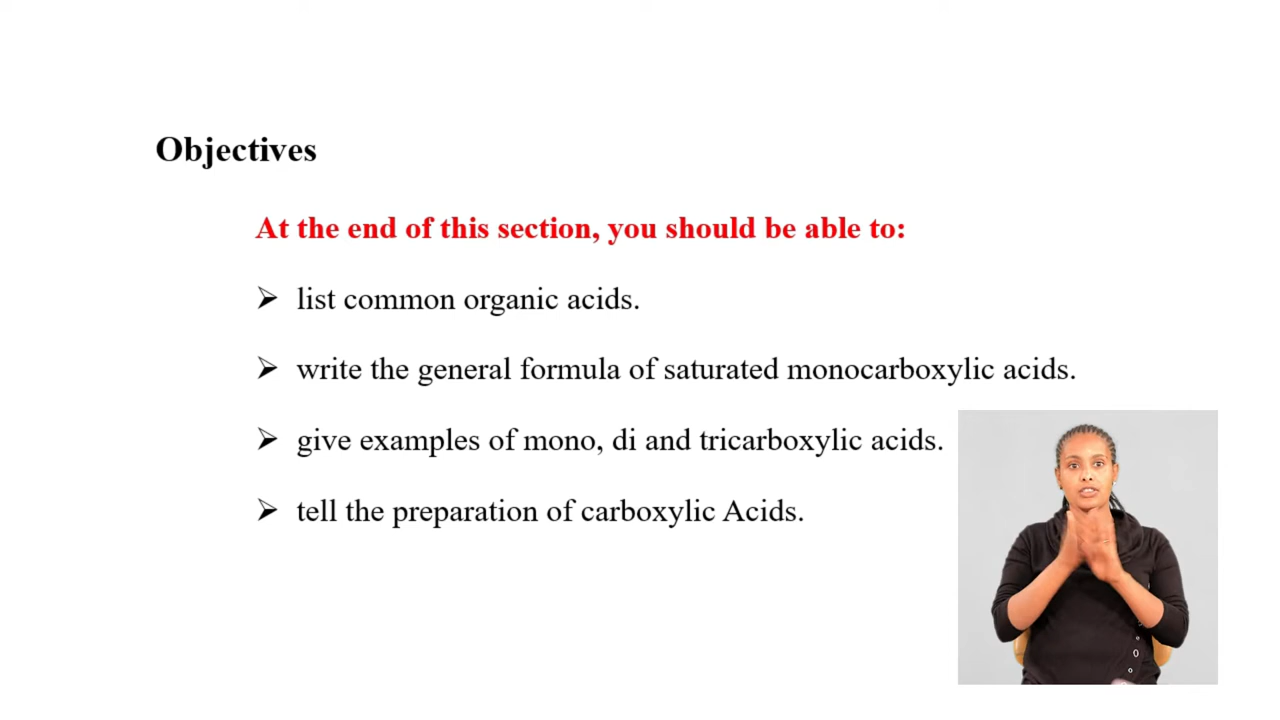 Objectives
At the end of this section, you should be able to:
➢ list common organic acids.
➢ write the general formula of saturated monocarboxylic acids.
➢ give examples of mono, di and tricarboxylic acids.
➢ tell the preparation of carboxylic Acids.